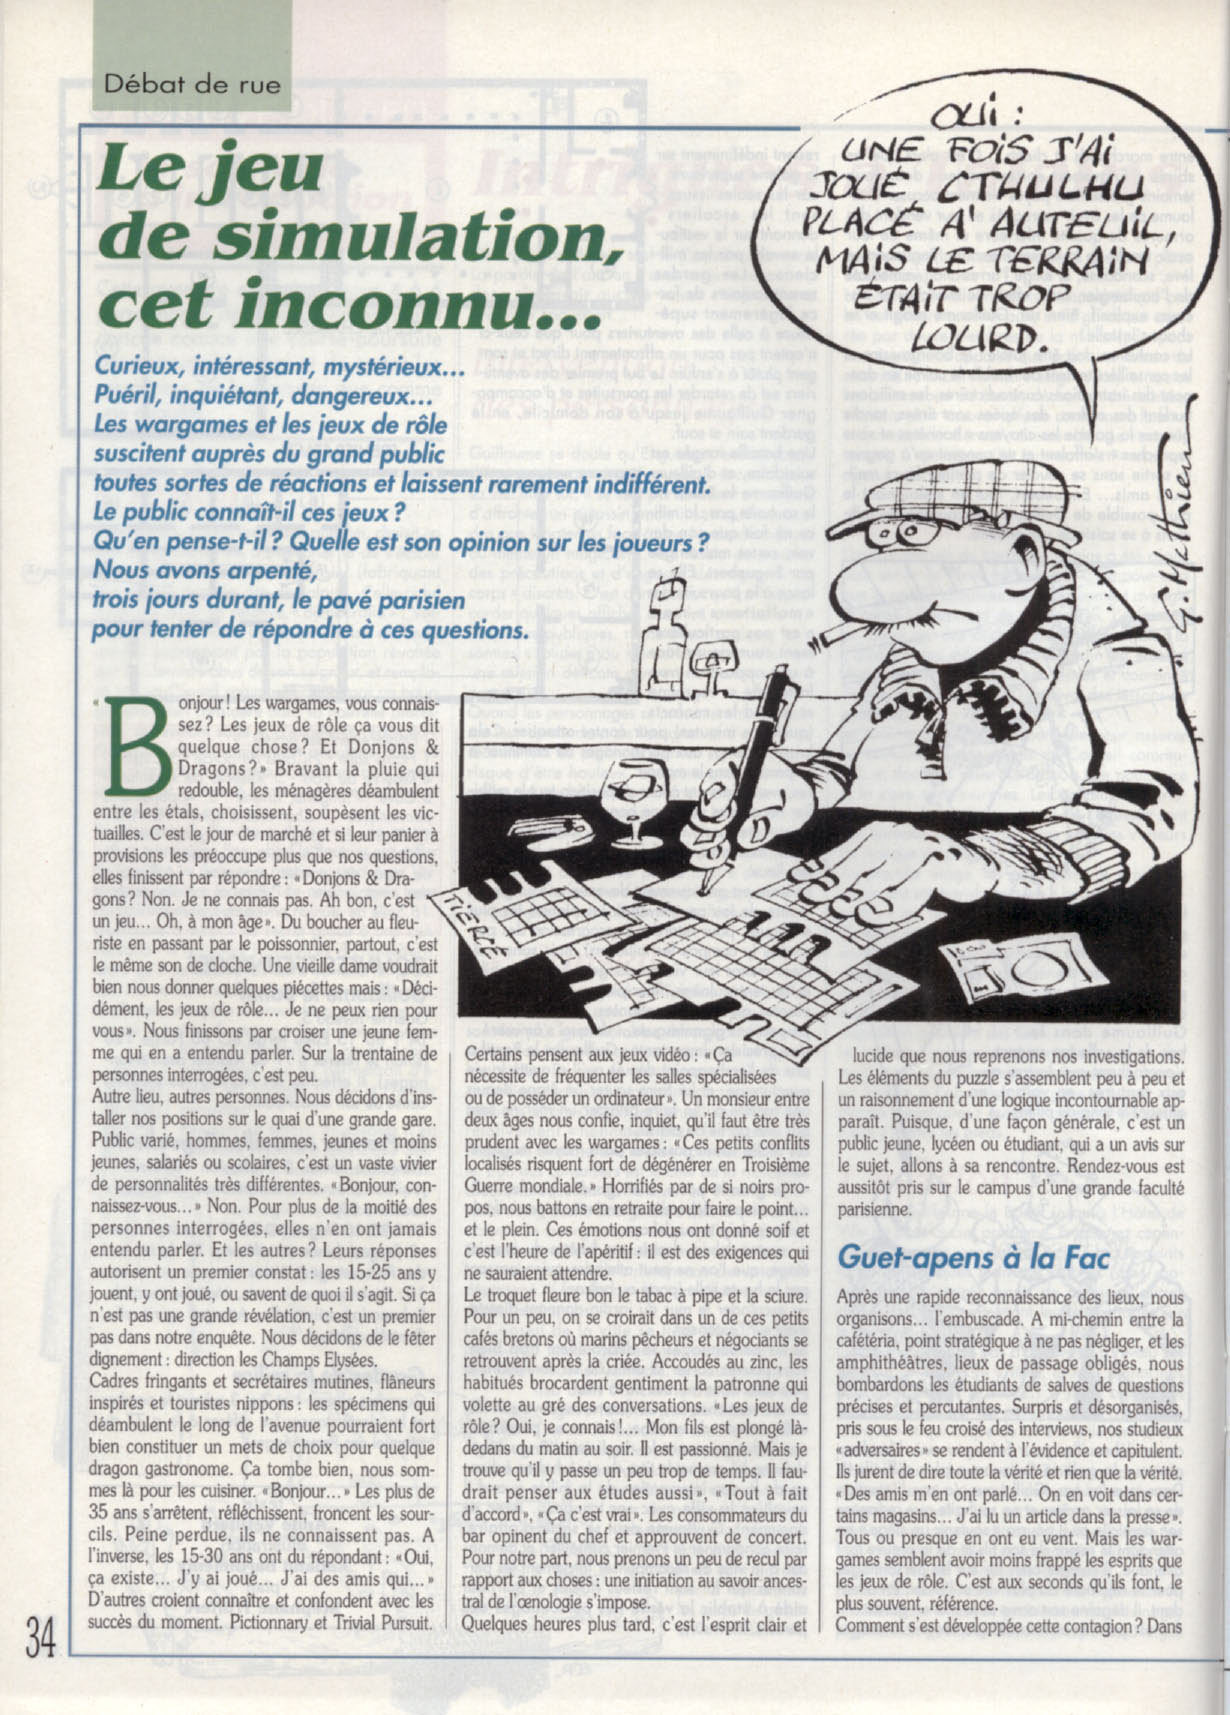 Débat de rue
Le jeu
de simulation,
cet inconnu...
OUI :
UNE FOIS J'AI
JOUÉ CTHULHU
PLACÉ A AUTEUIL,
MAIS LE TERRAIN
ÉTAIT TROP
LOURD.
G. Mathieu
TIERCÉ
Curieux, intéressant, mystérieux...
Puéril, inquiétant, dangereux...
Les wargames et les jeux de rôle
suscitent auprès du grand public
toutes sortes de réactions et laissent rarement indifférent.
Le public connaît-il ces jeux ?
Qu'en pense-t-il ? Quelle est son opinion sur les joueurs ?
Nous avons arpenté,
trois jours durant, le pavé parisien
pour tenter de répondre à ces questions.
« Bonjour ! Les wargames, vous connais-
sez ? Les jeux de rôle ça vous dit
quelque chose ? Et Donjons &
Dragons ? » Bravant la pluie qui
redouble, les ménagères déambulent
entre les étals, choisissent, soupèsent les vic-
tuailles. C'est le jour de marché et si leur panier à
provisions les préoccupe plus que nos questions,
elles finissent par répondre : « Donjons & Dra-
gons ? Non. Je ne connais pas. Ah bon, c'est
un jeu... Oh, à mon âge ». Du boucher au fleu-
riste en passant par le poissonnier, partout, c'est
le même son de cloche. Une vieille dame voudrait
bien nous donner quelques piécettes mais : « Déci-
dément, les jeux de rôle... Je ne peux rien pour
vous ». Nous finissons par croiser une jeune fem-
me qui en a entendu parler. Sur la trentaine de
personnes interrogées, c'est peu.
Autre lieu, autres personnes. Nous décidons d'ins-
taller nos positions sur le quai d'une grande gare.
Public varié, hommes, femmes, jeunes et moins
jeunes, salariés ou scolaires, c'est un vaste vivier
de personnalités très différentes. « Bonjour, con-
naissez-vous... » Non. Pour plus de la moitié des
personnes interrogées, elles n'en ont jamais
entendu parler. Et les autres ? Leurs réponses
autorisent un premier constat : les 15-25 ans y
jouent, y ont joué, ou savent de quoi il s'agit. Si ça
n'est pas une grande révélation, c'est un premier
pas dans notre enquête. Nous décidons de le fêter
dignement : direction les Champs Elysées.
Cadres fringants et secrétaires mutines, flâneurs
inspirés et touristes nippons : les spécimens qui
déambulent le long de l'avenue pourraient fort
bien constituer un mets de choix pour quelque
dragon gastronome. Ça tombe bien, nous som-
mes là pour les cuisiner. « Bonjour... » Les plus de
35 ans s'arrêtent, réfléchissent, froncent les sour-
cils. Peine perdue, ils ne connaissent pas. A
l'inverse, les 15-30 ans ont du répondant : « Oui,
ça existe... J'y ai joué... J'ai des amis qui... »
D'autres croient connaître et confondent avec les
succès du moment. Pictionnary et Trivial Pursuit.
Certains pensent aux jeux vidéo : « Ça
nécessite de fréquenter les salles spécialisées
ou de posséder un ordinateur ». Un monsieur entre
deux âges nous confie, inquiet, qu'il faut être très
prudent avec les wargames : « Ces petits conflits
localisés risquent fort de dégénérer en Troisième
Guerre mondiale. » Horrifiés par de si noirs pro-
pos, nous battons en retraite pour faire le point...
et le plein. Ces émotions nous ont donné soif et
c'est l'heure de l'apéritif : il est des exigences qui
ne sauraient attendre.
Le troquet fleure bon le tabac à pipe et la sciure.
Pour un peu, on se croirait dans un de ces petits
cafés bretons où marins pêcheurs et négociants se
retrouvent après la criée. Accoudés au zinc, les
habitués brocardent gentiment la patronne qui
volette au gré des conversations. « Les jeux de
rôle ? Oui, je connais !... Mon fils est plongé là-
dedans du matin au soir. Il est passionné. Mais je
trouve qu'il y passe un peu trop de temps. Il fau-
drait penser aux études aussi », « Tout à fait
d'accord », « Ça c'est vrai ». Les consommateurs du
bar opinent du chef et approuvent de concert.
Pour notre part, nous prenons un peu de recul par
rapport aux choses : une initiation au savoir ances-
tral de l'œnologie s'impose.
Quelques heures plus tard, c'est l'esprit clair et
lucide que nous reprenons nos investigations.
Les éléments du puzzle s'assemblent peu à peu et
un raisonnement d'une logique incontournable ap-
paraît. Puisque, d'une façon générale, c'est un
public jeune, lycéen ou étudiant, qui a un avis sur
le sujet, allons à sa rencontre. Rendez-vous est
aussitôt pris sur le campus d'une grande faculté
parisienne.
Guet-apens à la Fac
Après une rapide reconnaissance des lieux, nous
organisons... l'embuscade. A mi-chemin entre la
cafétéria, point stratégique à ne pas négliger, et les
amphithéâtres, lieux de passage obligés, nous
bombardons les étudiants de salves de questions
précises et percutantes. Surpris et désorganisés,
pris sous le feu croisé des interviews, nos studieux
« adversaires » se rendent à l'évidence et capitulent.
Ils jurent de dire toute la vérité et rien que la vérité.
« Des amis m'en ont parlé... On en voit dans cer-
tains magasins... J'ai lu un article dans la presse ».
Tous ou presque en ont eu vent. Mais les war-
games semblent avoir moins frappé les esprits que
les jeux de rôle. C'est aux seconds qu'ils font, le
plus souvent, référence.
Comment s'est développée cette contagion ? Dans
34